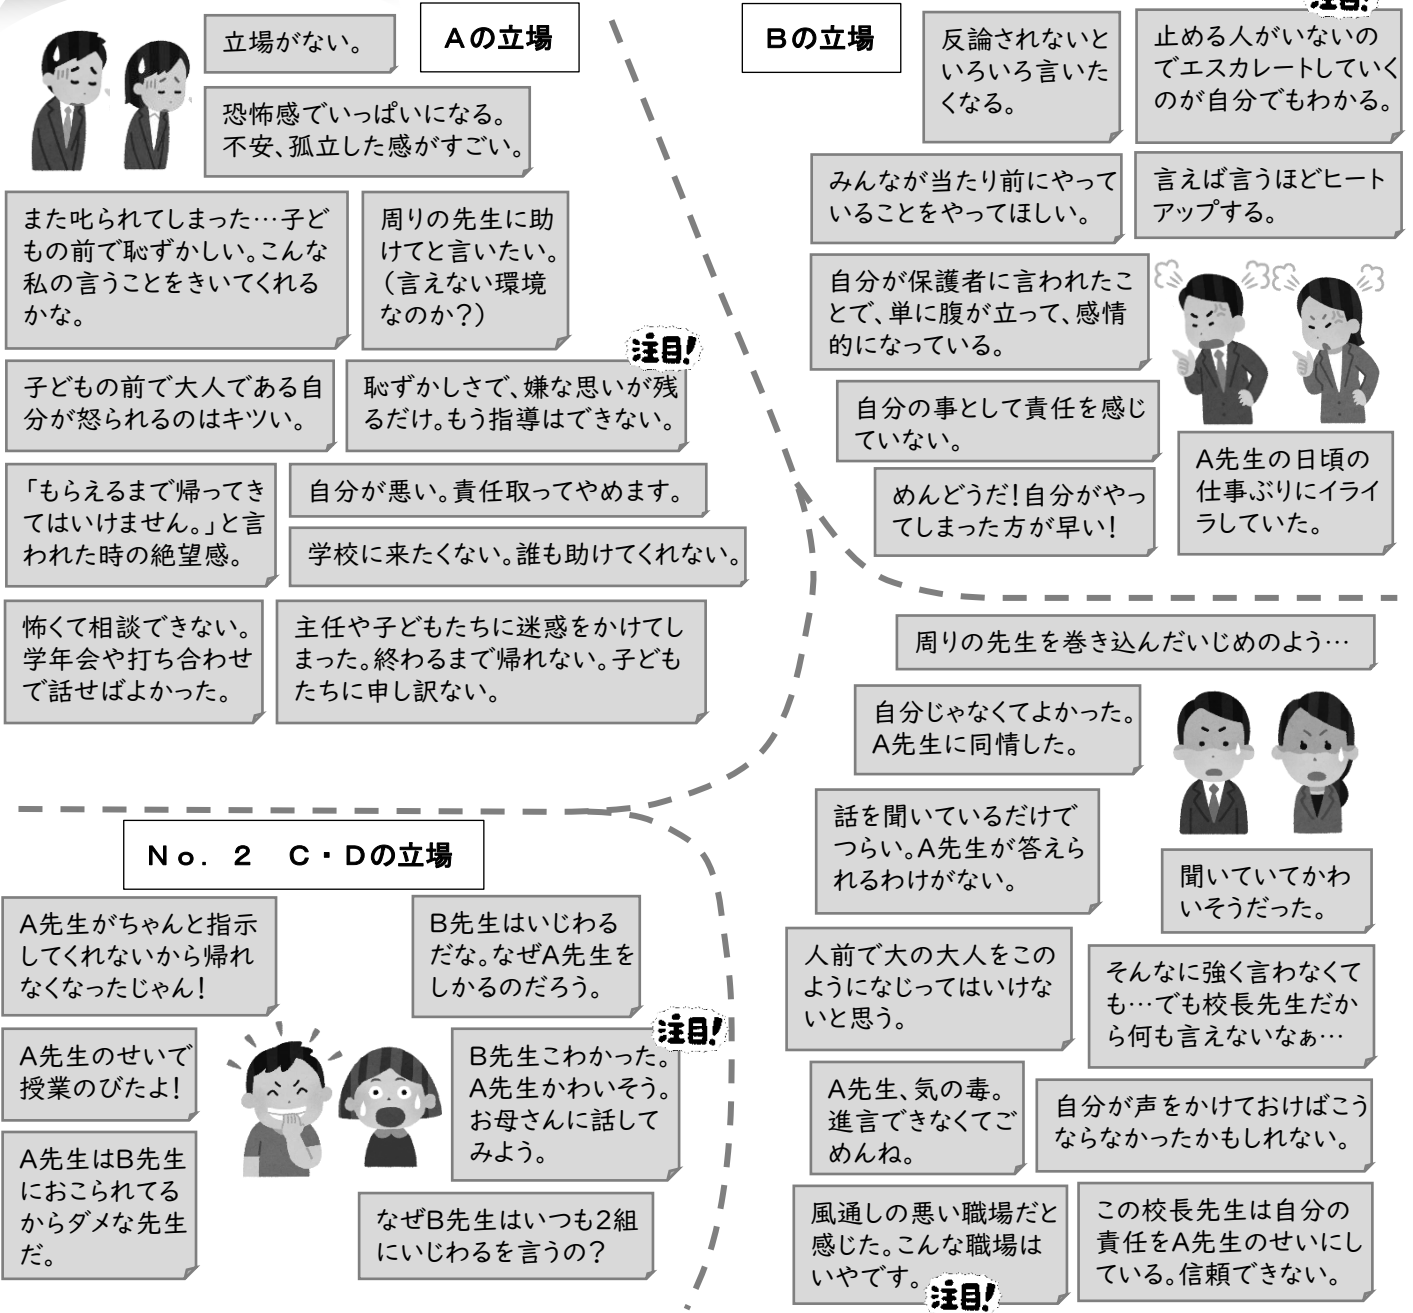 Aの立場
立場がない。
恐怖感でいっぱいになる。
不安、孤立した感がすごい。
また叱られてしまった…子ど
もの前で恥ずかしい。こんな
私の言うことをきいてくれる
かな。
周りの先生に助
けてと言いたい。
(言えない環境
なのか?)
子どもの前で大人である自
分が怒られるのはキツい。
注目!
恥ずかしさで、嫌な思いが残
るだけ。もう指導はできない。
「もらえるまで帰ってき
てはいけません。」と言
われた時の絶望感。
自分が悪い。責任取ってやめます。
学校に来たくない。誰も助けてくれない。
怖くて相談できない。
学年会や打ち合わせ
で話せばよかった。
主任や子どもたちに迷惑をかけてし
まった。終わるまで帰れない。子ども
たちに申し訳ない。
Bの立場
反論されないと
いろいろ言いた
くなる。
注目!
止める人がいないの
でエスカレートしていく
のが自分でもわかる。
みんなが当たり前にやって
いることをやってほしい。
言えば言うほどヒート
アップする。
自分が保護者に言われたこ
とで、単に腹が立って、感情
的になっている。
自分の事として責任を感じ
ていない。
めんどうだ!自分がやっ
てしまった方が早い!
A先生の日頃の
仕事ぶりにイライ
ラしていた。
No.2 C・Dの立場
A先生がちゃんと指示
してくれないから帰れ
なくなったじゃん!
B先生はいじわる
だな。なぜA先生を
しかるのだろう。
A先生のせいで
授業のびたよ!
注目!
B先生こわかった。
A先生かわいそう。
お母さんに話して
みよう。
A先生はB先生
におこられてる
からダメな先生
だ。
なぜB先生はいつも2組
にいじわるを言うの?
周りの先生を巻き込んだいじめのよう…
自分じゃなくてよかった。
A先生に同情した。
話を聞いているだけで
つらい。A先生が答えら
れるわけがない。
聞いていてかわ
いそうだった。
人前で大の大人をこの
ようになじってはいけな
いと思う。
そんなに強く言わなくて
も…でも校長先生だか
ら何も言えないなぁ…
A先生、気の毒。
進言できなくてご
めんね。
自分が声をかけておけばこう
ならなかったかもしれない。
風通しの悪い職場だと
感じた。こんな職場は
いやです。
注目!
この校長先生は自分の
責任をA先生のせいにし
ている。信頼できない。